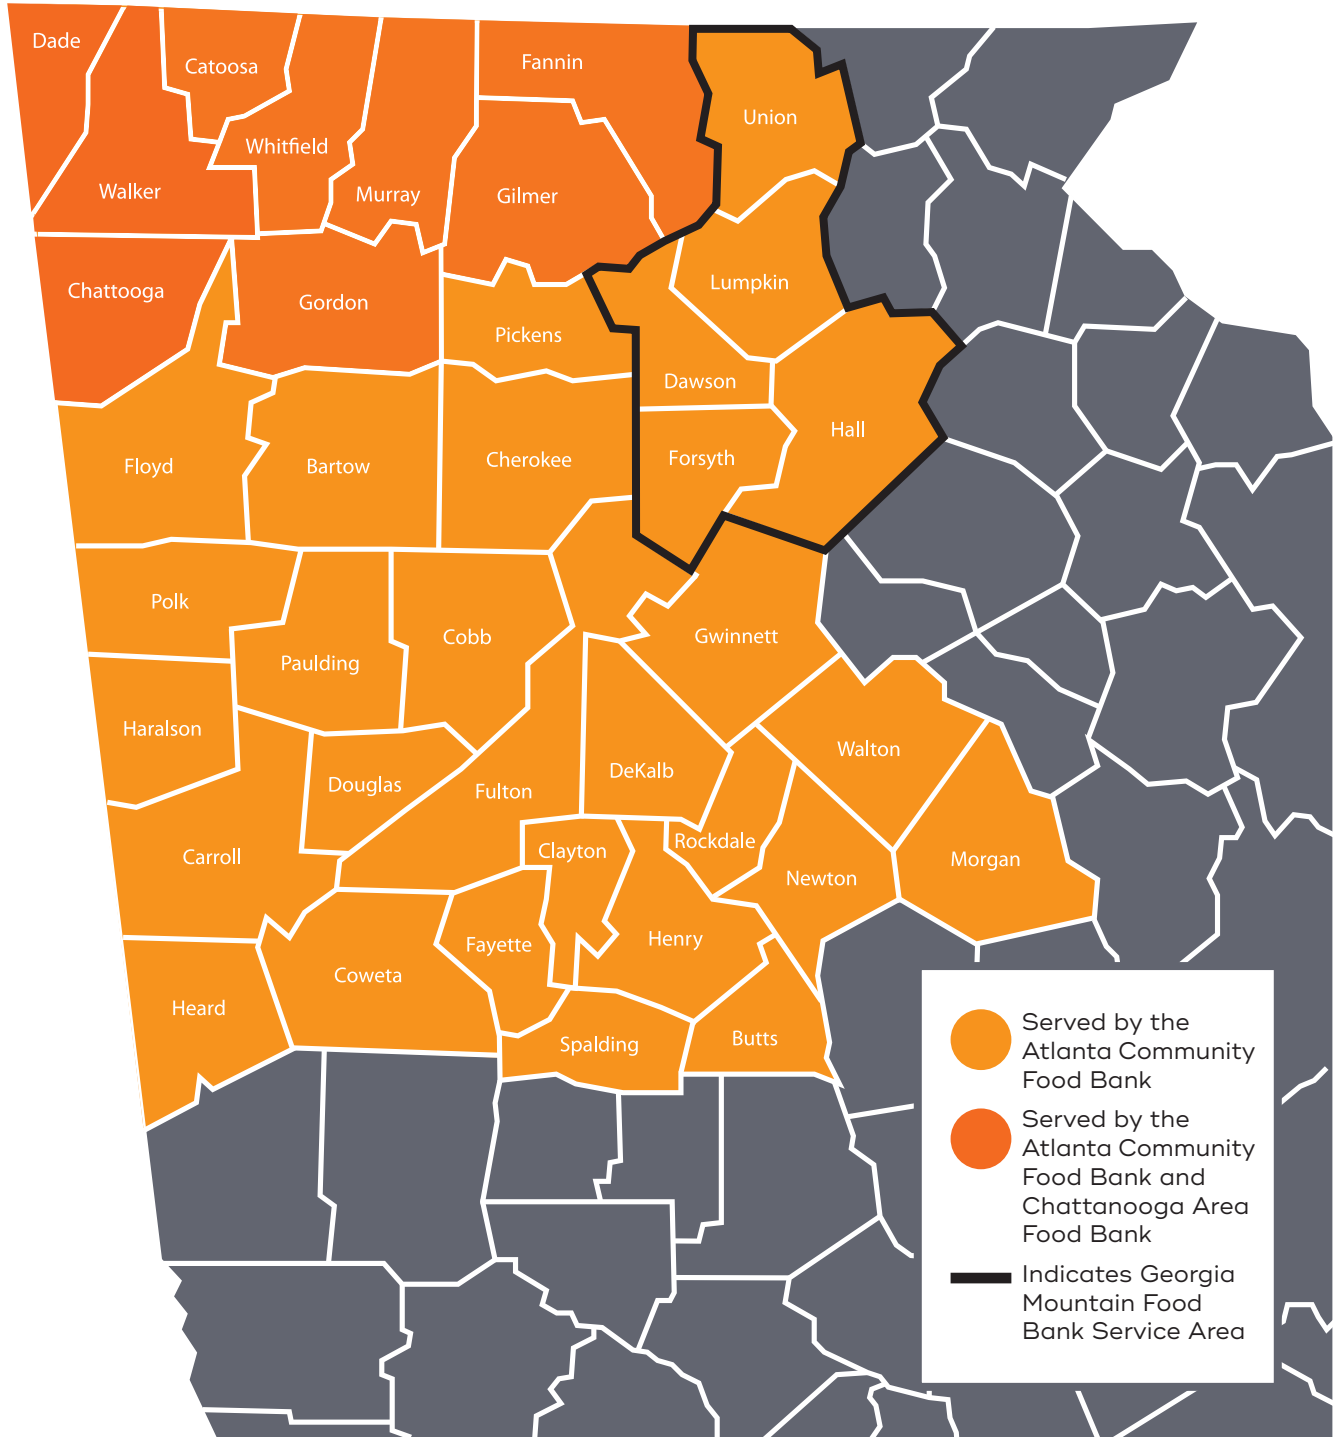 Dade
Catoosa
Fannin
Union
Whitfield
Walker
Murray
Gilmer
Chattooga
Gordon
Lumpkin
Pickens
Dawson
Hall
Floyd
Bartow
Cherokee
Forsyth
Polk
Paulding
Cobb
Gwinnett
Haralson
Douglas
Fulton
DeKalb
Walton
Carroll
Clayton
Rockdale
Newton
Morgan
Fayette
Henry
Coweta
Heard
Spalding
Butts
Served by the
Atlanta Community
Food Bank
Served by the
Atlanta Community
Food Bank and
Chattanooga Area
Food Bank
Indicates Georgia
Mountain Food
Bank Service Area